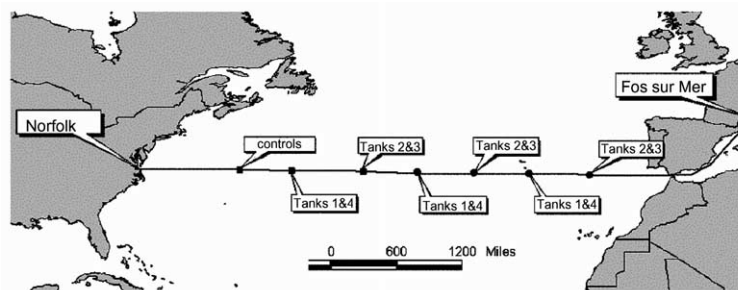 Fos sur Mer
Norfolk
controls
Tanks 2&3
Tanks 2&3
Tanks 2&3
Tanks 1&4
Tanks 1&4
Tanks 1&4
0 600 1200 Miles